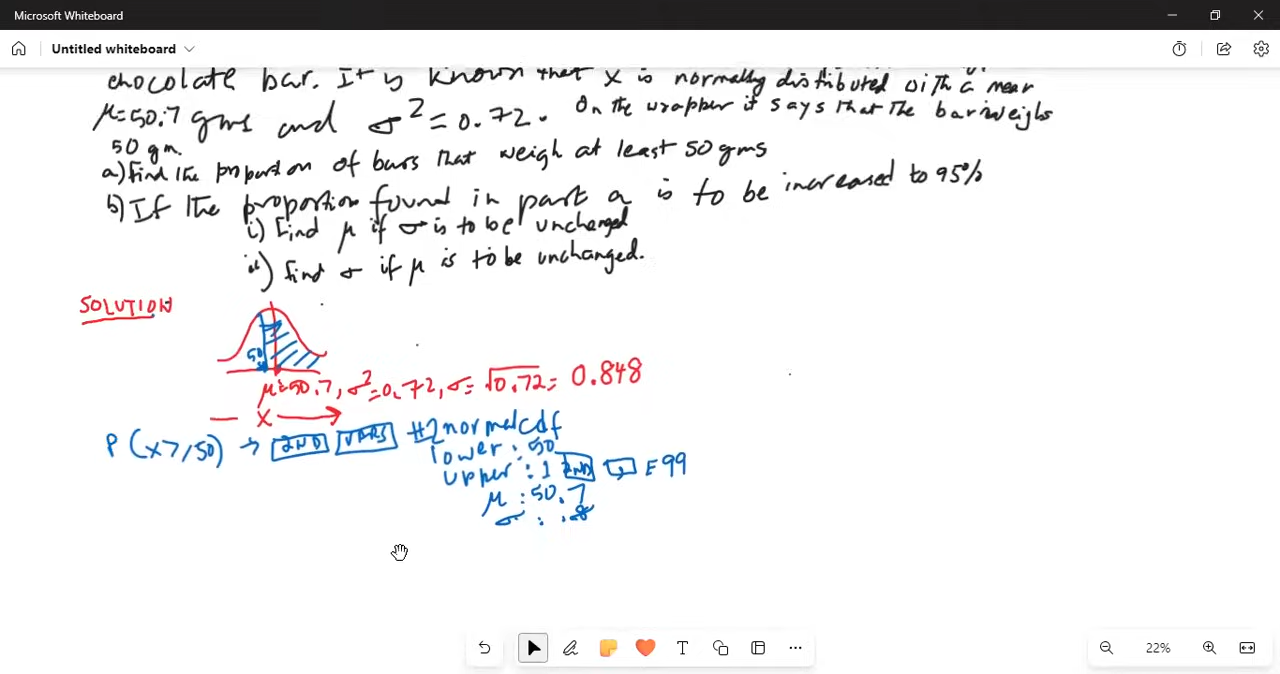 Microsoft Whiteboard
Untitled whiteboard
chocolate bar. It is known that X is normally distributed with a mean
μ=50.7 gms and σ²=0.72. On the wrapper it says that the bar weighs
50 gm.
a) Find the proportion of bars that weigh at least 50 gms
b) If the proportion found in part a is to be increased to 95%
i) Find μ if σ is to be unchanged
ii) find σ if μ is to be unchanged.
SOLUTION
50
μ=50.7, σ²=0.72, σ=√0.72= 0.848
X
P(X≥50) → 2ND VARS #2normalcdf
lower: 50
upper: 1 2ND , E99
μ: 50.7
σ: .8
22%